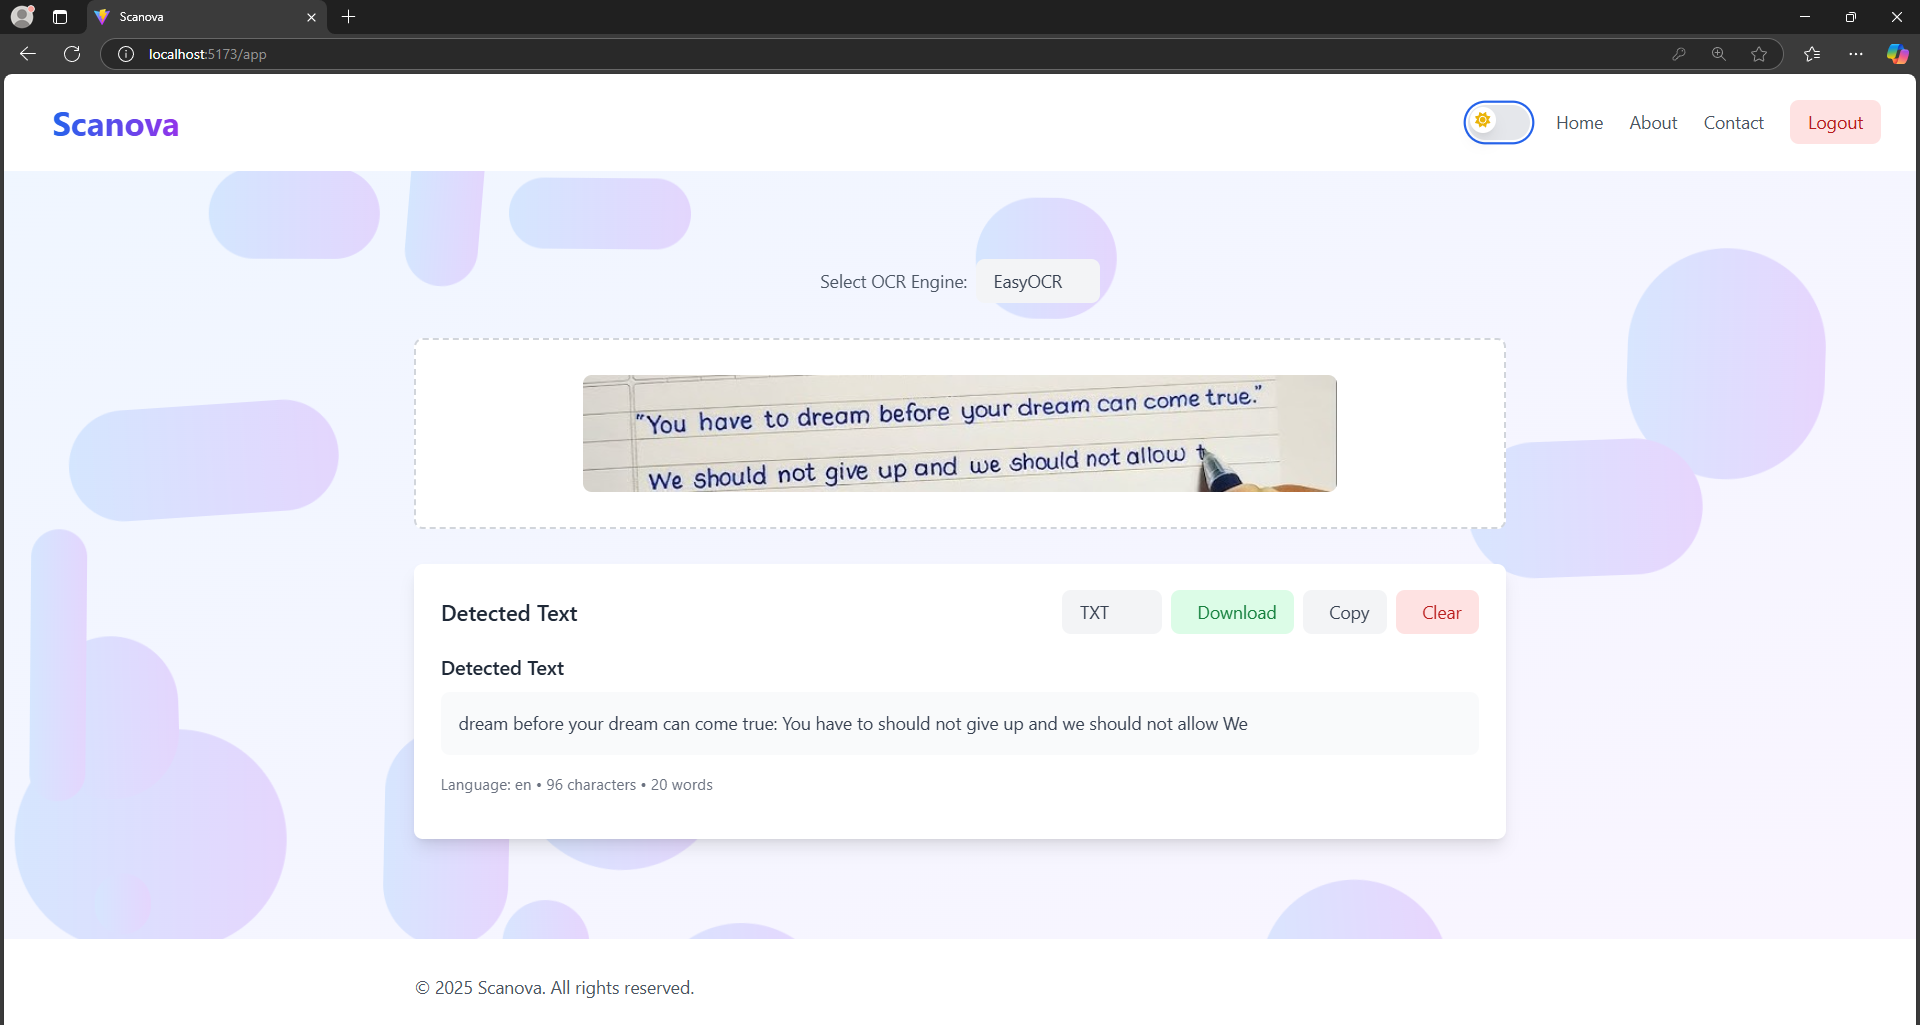 Scanova
localhost:5173/app
Scanova
Home
About
Contact
Logout
Select OCR Engine:
EasyOCR
"You have to dream before your dream can come true."
We should not give up and we should not allow t
Detected Text
TXT
Download
Copy
Clear
Detected Text
dream before your dream can come true: You have to should not give up and we should not allow We
Language: en • 96 characters • 20 words
© 2025 Scanova. All rights reserved.